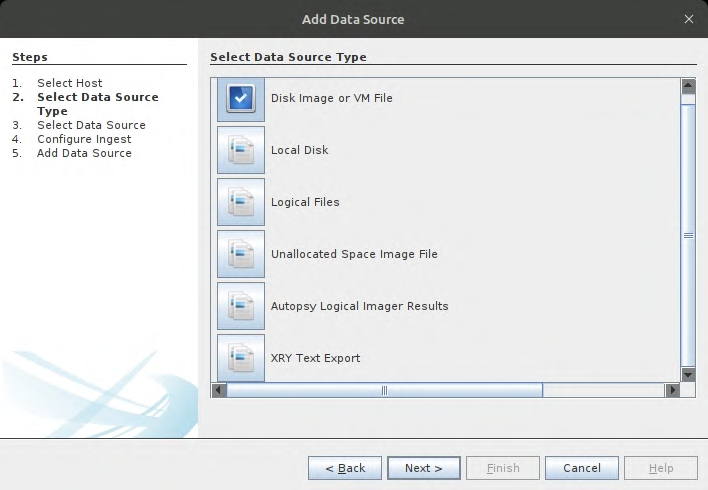 Add Data Source
Steps
1. Select Host
2. Select Data Source
Type
3. Select Data Source
4. Configure Ingest
5. Add Data Source
Select Data Source Type
Disk Image or VM File
Local Disk
Logical Files
Unallocated Space Image File
Autopsy Logical Imager Results
XRY Text Export
< Back
Next >
Finish
Cancel
Help